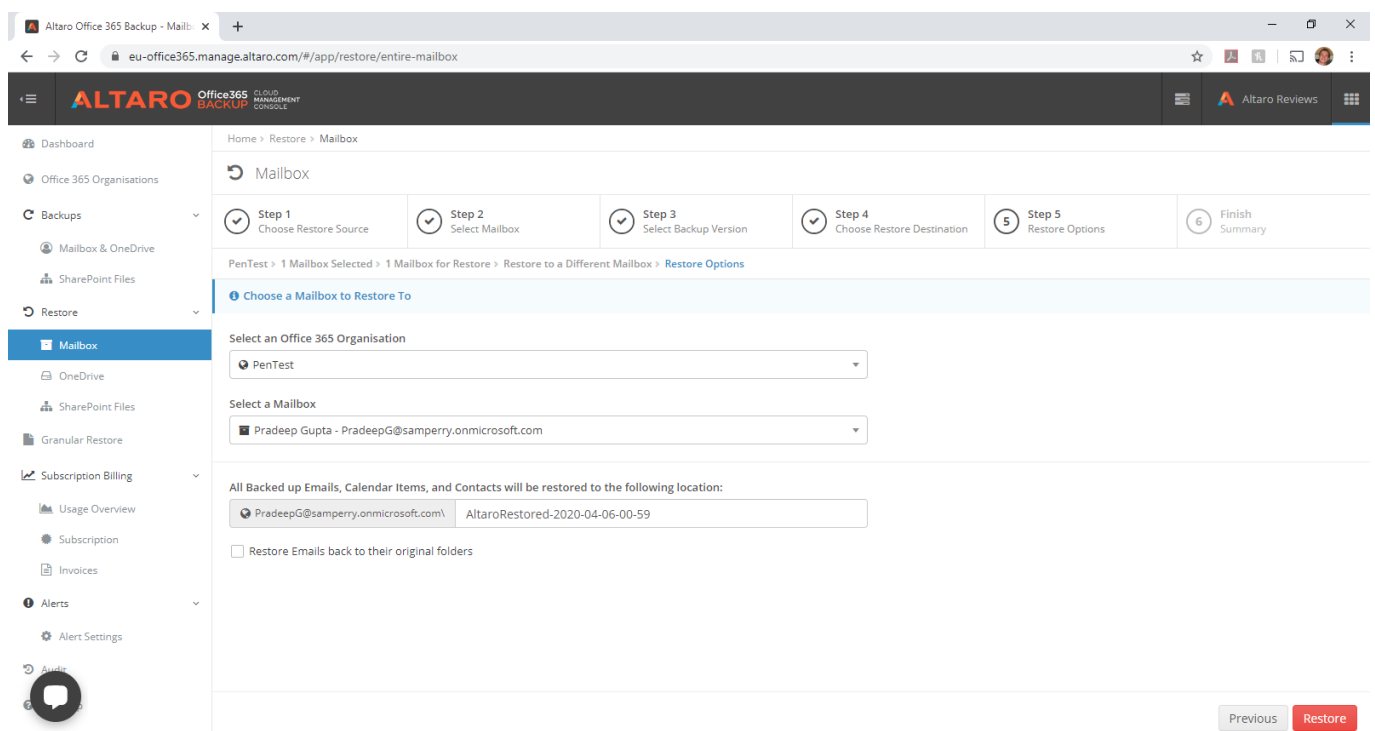 Altaro Office 365 Backup - Mailb
eu-office365.manage.altaro.com/#/app/restore/entire-mailbox
ALTARO Office365 BACKUP CLOUD MANAGEMENT CONSOLE
Altaro Reviews
Dashboard
Office 365 Organisations
Backups
Mailbox & OneDrive
SharePoint Files
Restore
Mailbox
OneDrive
SharePoint Files
Granular Restore
Subscription Billing
Usage Overview
Subscription
Invoices
Alerts
Alert Settings
Audit
Home > Restore > Mailbox
Mailbox
Step 1
Choose Restore Source
Step 2
Select Mailbox
Step 3
Select Backup Version
Step 4
Choose Restore Destination
5 Step 5
Restore Options
6 Finish
Summary
PenTest > 1 Mailbox Selected > 1 Mailbox for Restore > Restore to a Different Mailbox > Restore Options
Choose a Mailbox to Restore To
Select an Office 365 Organisation
PenTest
Select a Mailbox
Pradeep Gupta - PradeepG@samperry.onmicrosoft.com
All Backed up Emails, Calendar Items, and Contacts will be restored to the following location:
PradeepG@samperry.onmicrosoft.com\ AltaroRestored-2020-04-06-00-59
Restore Emails back to their original folders
Previous Restore